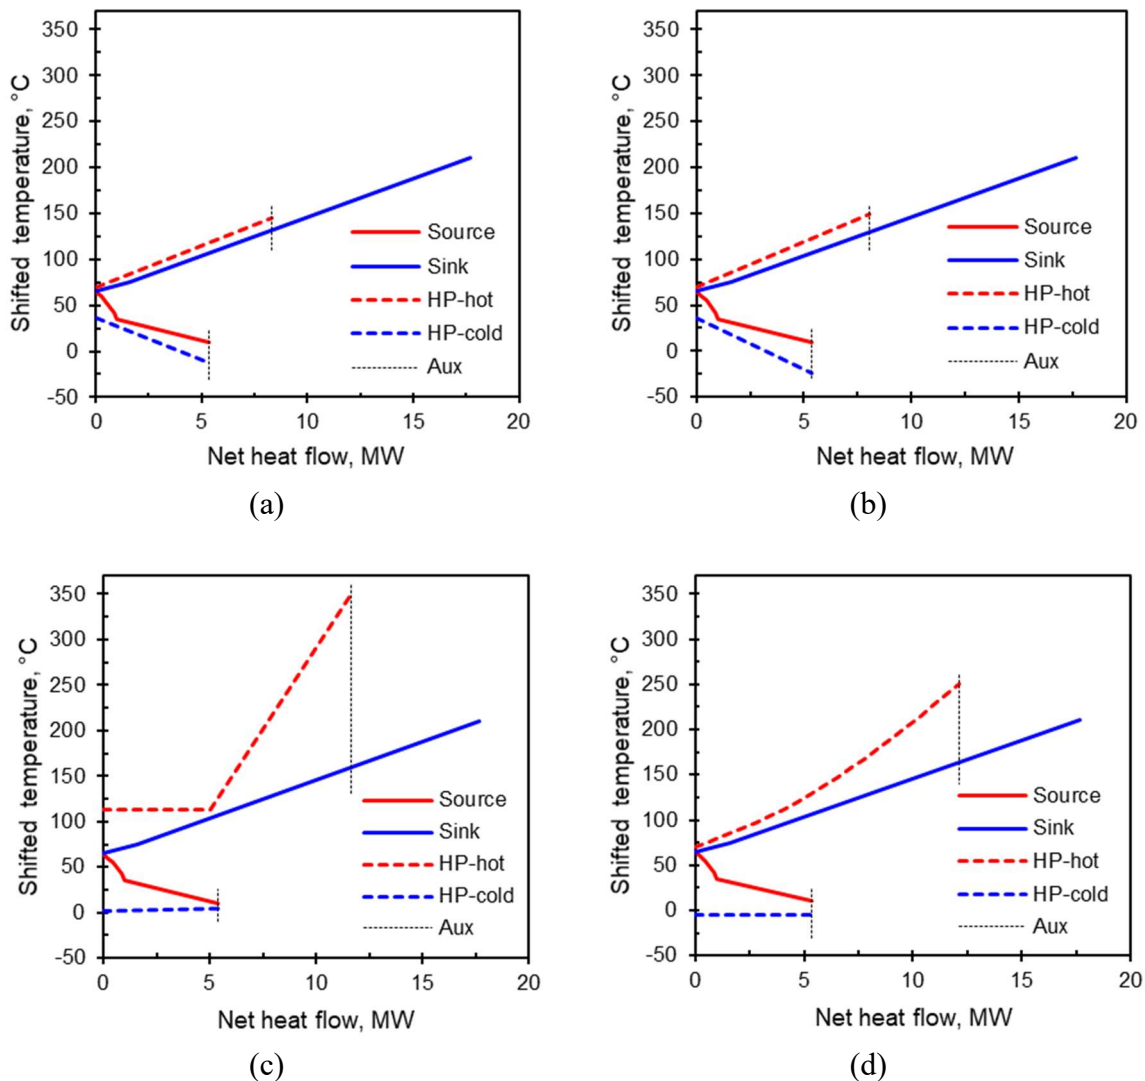 350
300
250
200
150
100
50
0
-50
Shifted temperature, °C
Source
Sink
HP-hot
HP-cold
Aux
0 5 10 15 20
Net heat flow, MW
(a)
350
300
250
200
150
100
50
0
-50
Shifted temperature, °C
Source
Sink
HP-hot
HP-cold
Aux
0 5 10 15 20
Net heat flow, MW
(b)
350
300
250
200
150
100
50
0
-50
Shifted temperature, °C
Source
Sink
HP-hot
HP-cold
Aux
0 5 10 15 20
Net heat flow, MW
(c)
350
300
250
200
150
100
50
0
-50
Shifted temperature, °C
Source
Sink
HP-hot
HP-cold
Aux
0 5 10 15 20
Net heat flow, MW
(d)